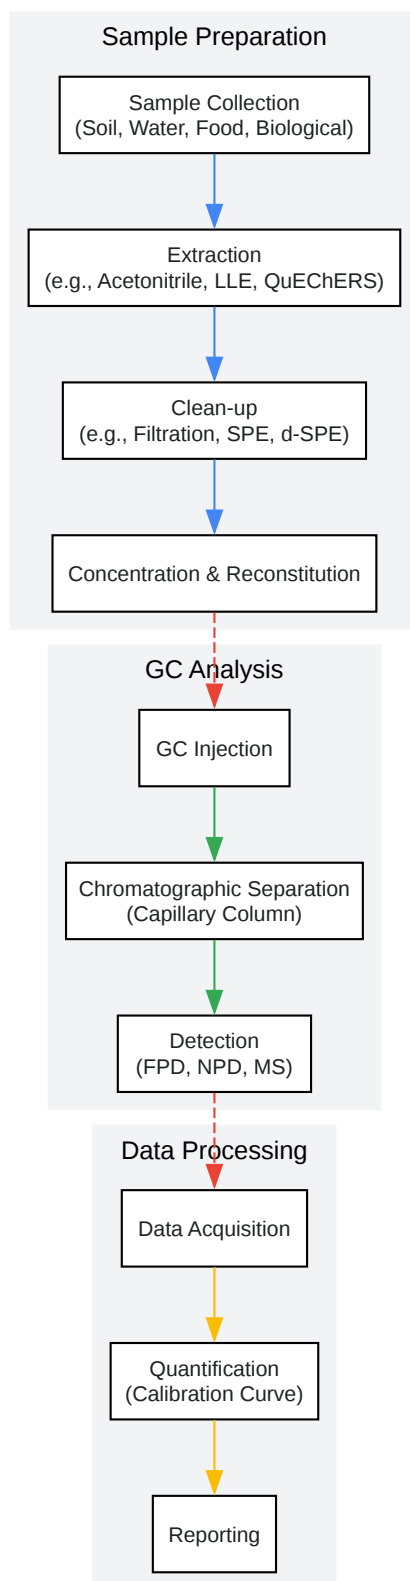 Sample Preparation
Sample Collection
(Soil, Water, Food, Biological)
Extraction
(e.g., Acetonitrile, LLE, QuEChERS)
Clean-up
(e.g., Filtration, SPE, d-SPE)
Concentration & Reconstitution
GC Analysis
GC Injection
Chromatographic Separation
(Capillary Column)
Detection
(FPD, NPD, MS)
Data Processing
Data Acquisition
Quantification
(Calibration Curve)
Reporting